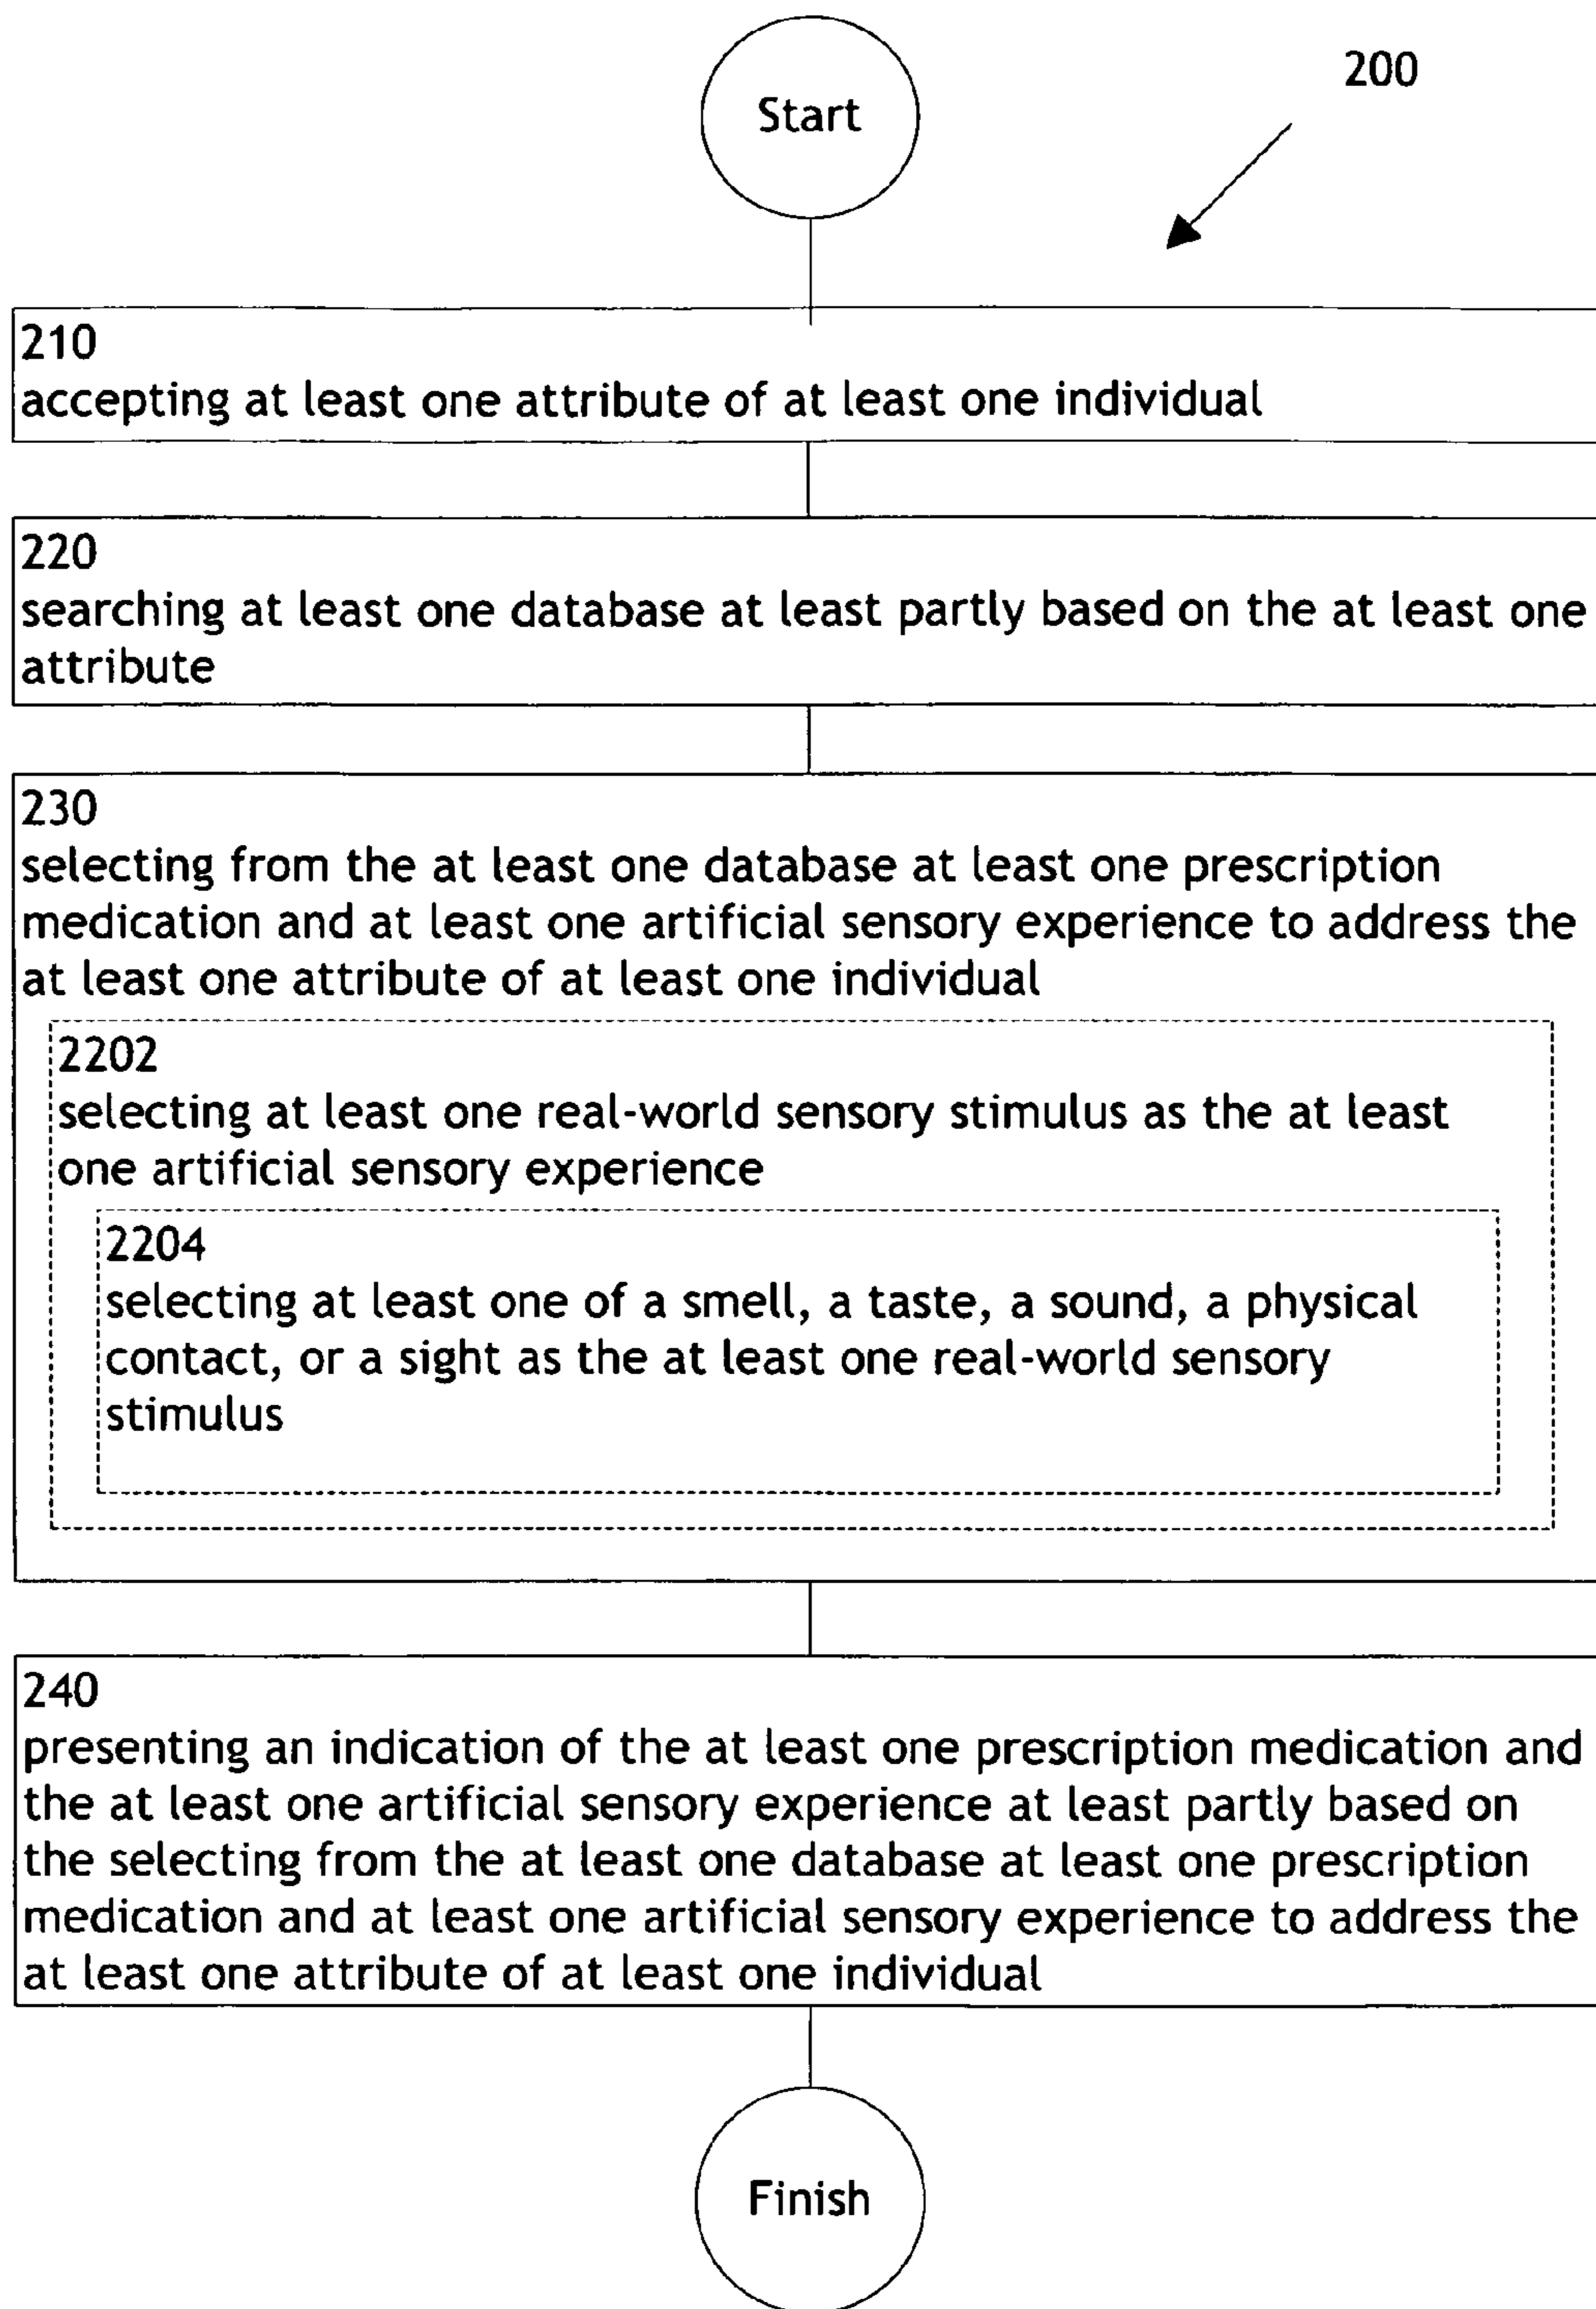 Start
200
210
accepting at least one attribute of at least one individual
220
searching at least one database at least partly based on the at least one
attribute
230
selecting from the at least one database at least one prescription
medication and at least one artificial sensory experience to address the
at least one attribute of at least one individual
2202
selecting at least one real-world sensory stimulus as the at least
one artificial sensory experience
2204
selecting at least one of a smell, a taste, a sound, a physical
contact, or a sight as the at least one real-world sensory
stimulus
240
presenting an indication of the at least one prescription medication and
the at least one artificial sensory experience at least partly based on
the selecting from the at least one database at least one prescription
medication and at least one artificial sensory experience to address the
at least one attribute of at least one individual
Finish